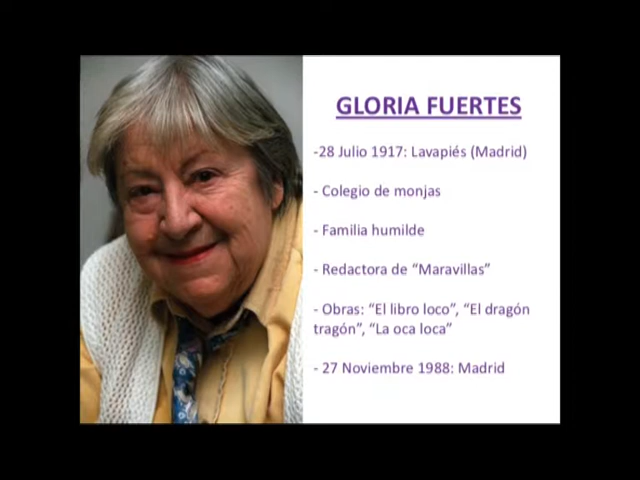 GLORIA FUERTES
-28 Julio 1917: Lavapiés (Madrid)
- Colegio de monjas
- Familia humilde
- Redactora de “Maravillas”
- Obras: “El libro loco”, “El dragón
tragón”, “La oca loca”
- 27 Noviembre 1988: Madrid